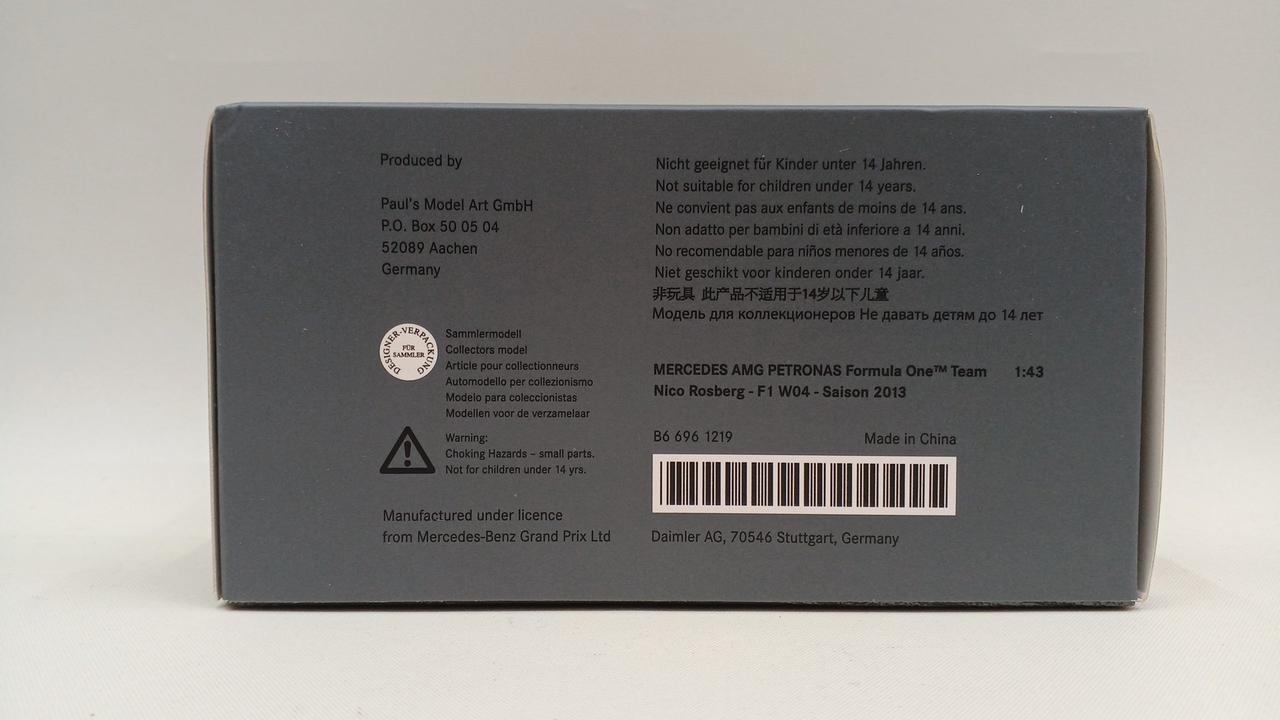 Produced by
Paul's Model Art GmbH
P.O. Box 50 05 04
52089 Aachen
Germany
DESIGNER-VERPACKUNG
FÜR
SAMMLER
Sammlermodell
Collectors model
Article pour collectionneurs
Automodello per collezionismo
Modelo para coleccionistas
Modellen voor de verzamelaar
Warning:
Choking Hazards – small parts.
Not for children under 14 yrs.
Manufactured under licence
from Mercedes-Benz Grand Prix Ltd
Nicht geeignet für Kinder unter 14 Jahren.
Not suitable for children under 14 years.
Ne convient pas aux enfants de moins de 14 ans.
Non adatto per bambini di età inferiore a 14 anni.
No recomendable para niños menores de 14 años.
Niet geschikt voor kinderen onder 14 jaar.
非玩具 此产品不适用于14岁以下儿童
Модель для коллекционеров Не давать детям до 14 лет
MERCEDES AMG PETRONAS Formula One™ Team 1:43
Nico Rosberg - F1 W04 - Saison 2013
B6 696 1219 Made in China
Daimler AG, 70546 Stuttgart, Germany